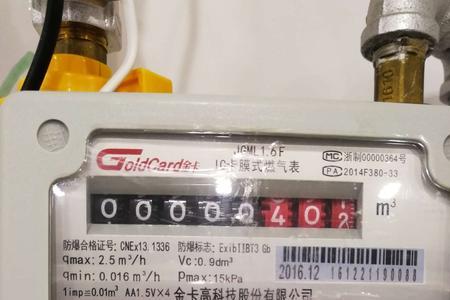 1610
GoldCard金卡
JGML1.6F
IC卡膜式燃气表
MC 浙制00000364号
PA 2014F380-33
00000402 m³
防爆合格证号: CNEx13.1336
防爆标志: ExibIIBT3 Gb
qmax: 2.5m³/h
Vc: 0.9dm³
qmin: 0.016m³/h
Pmax: 15kPa
1imp≙0.01m³ AA1.5V×4
2016.12 161221190088
金卡高科技股份有限公司